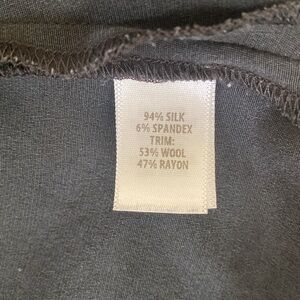 94% SILK
6% SPANDEX
TRIM:
53% WOOL
47% RAYON